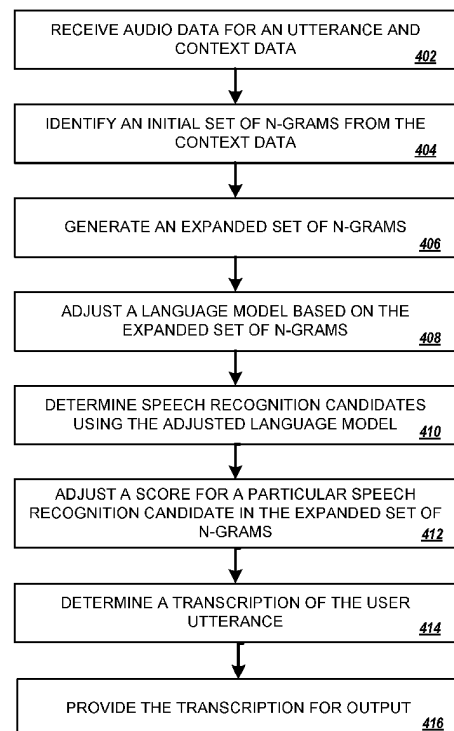 RECEIVE AUDIO DATA FOR AN UTTERANCE AND
CONTEXT DATA
402
IDENTIFY AN INITIAL SET OF N-GRAMS FROM THE
CONTEXT DATA
404
GENERATE AN EXPANDED SET OF N-GRAMS
406
ADJUST A LANGUAGE MODEL BASED ON THE
EXPANDED SET OF N-GRAMS
408
DETERMINE SPEECH RECOGNITION CANDIDATES
USING THE ADJUSTED LANGUAGE MODEL
410
ADJUST A SCORE FOR A PARTICULAR SPEECH
RECOGNITION CANDIDATE IN THE EXPANDED SET OF
N-GRAMS
412
DETERMINE A TRANSCRIPTION OF THE USER
UTTERANCE
414
PROVIDE THE TRANSCRIPTION FOR OUTPUT
416